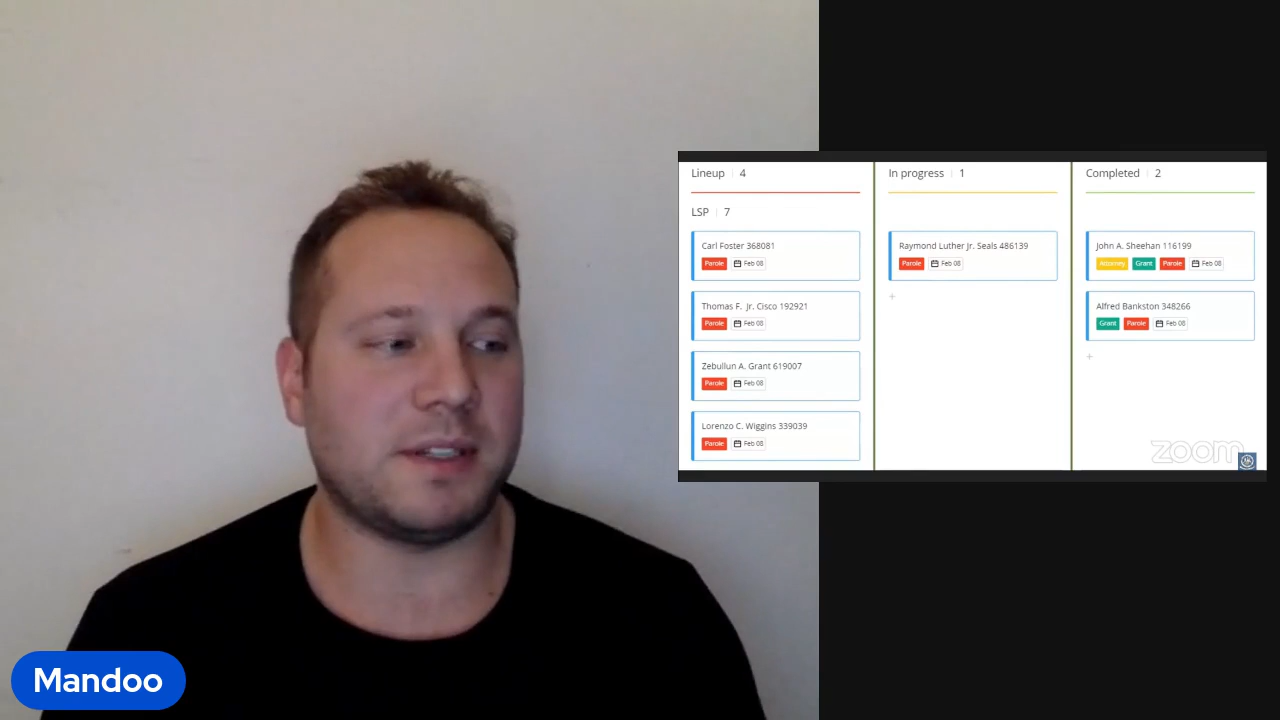 Lineup | 4
In progress | 1
Completed | 2
LSP | 7
Carl Foster 368081
Parole Feb 08
Thomas F. Jr. Cisco 192921
Parole Feb 08
Zebullun A. Grant 619007
Parole Feb 08
Lorenzo C. Wiggins 339039
Parole Feb 08
Raymond Luther Jr. Seals 486139
Parole Feb 08
+
John A. Sheehan 116199
Attorney Grant Parole Feb 08
Alfred Bankston 348266
Grant Parole Feb 08
+
zoom
Mandoo